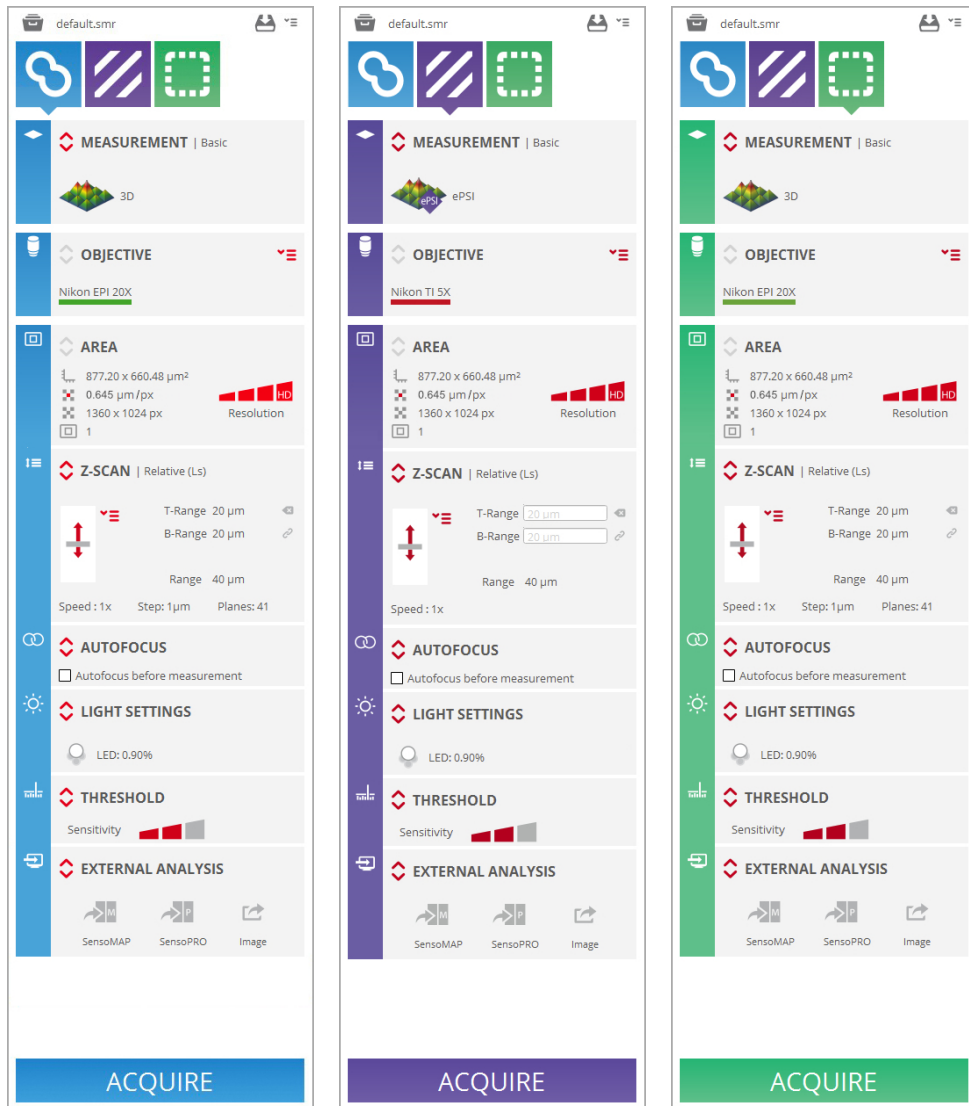 default.smr
MEASUREMENT | Basic
3D
OBJECTIVE
Nikon EPI 20X
AREA
877.20 x 660.48 µm²
0.645 µm/px
HD
1360 x 1024 px
Resolution
1
Z-SCAN | Relative (Ls)
T-Range 20 µm
B-Range 20 µm
Range 40 µm
Speed : 1x Step: 1µm Planes: 41
AUTOFOCUS
Autofocus before measurement
LIGHT SETTINGS
LED: 0.90%
THRESHOLD
Sensitivity
EXTERNAL ANALYSIS
M P
SensoMAP SensoPRO Image
ACQUIRE
default.smr
MEASUREMENT | Basic
ePSI ePSI
OBJECTIVE
Nikon TI 5X
AREA
877.20 x 660.48 µm²
0.645 µm/px
HD
1360 x 1024 px
Resolution
1
Z-SCAN | Relative (Ls)
T-Range 20 µm
B-Range 20 µm
Range 40 µm
Speed : 1x
AUTOFOCUS
Autofocus before measurement
LIGHT SETTINGS
LED: 0.90%
THRESHOLD
Sensitivity
EXTERNAL ANALYSIS
M P
SensoMAP SensoPRO Image
ACQUIRE
default.smr
MEASUREMENT | Basic
3D
OBJECTIVE
Nikon EPI 20X
AREA
877.20 x 660.48 µm²
0.645 µm/px
HD
1360 x 1024 px
Resolution
1
Z-SCAN | Relative (Ls)
T-Range 20 µm
B-Range 20 µm
Range 40 µm
Speed : 1x Step: 1µm Planes: 41
AUTOFOCUS
Autofocus before measurement
LIGHT SETTINGS
LED: 0.90%
THRESHOLD
Sensitivity
EXTERNAL ANALYSIS
M P
SensoMAP SensoPRO Image
ACQUIRE